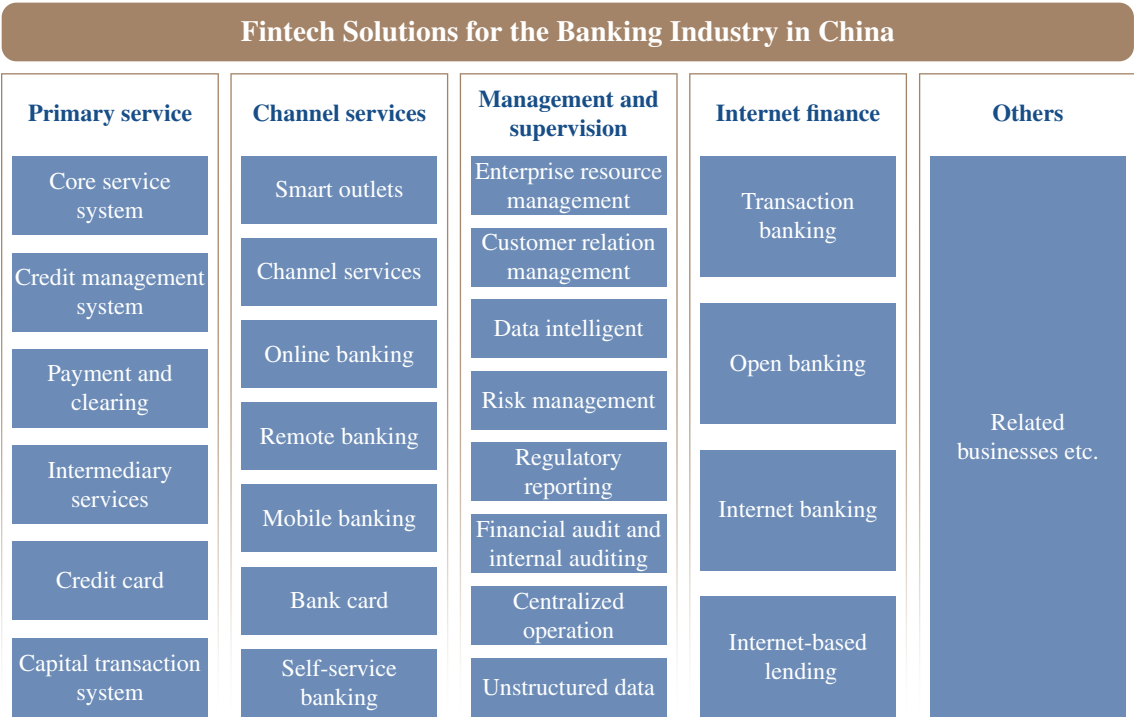 Fintech Solutions for the Banking Industry in China
Primary service
Core service
system
Credit management
system
Payment and
clearing
Intermediary
services
Credit card
Capital transaction
system
Channel services
Smart outlets
Channel services
Online banking
Remote banking
Mobile banking
Bank card
Self-service
banking
Management and
supervision
Enterprise resource
management
Customer relation
management
Data intelligent
Risk management
Regulatory
reporting
Financial audit and
internal auditing
Centralized
operation
Unstructured data
Internet finance
Transaction
banking
Open banking
Internet banking
Internet-based
lending
Others
Related
businesses etc.